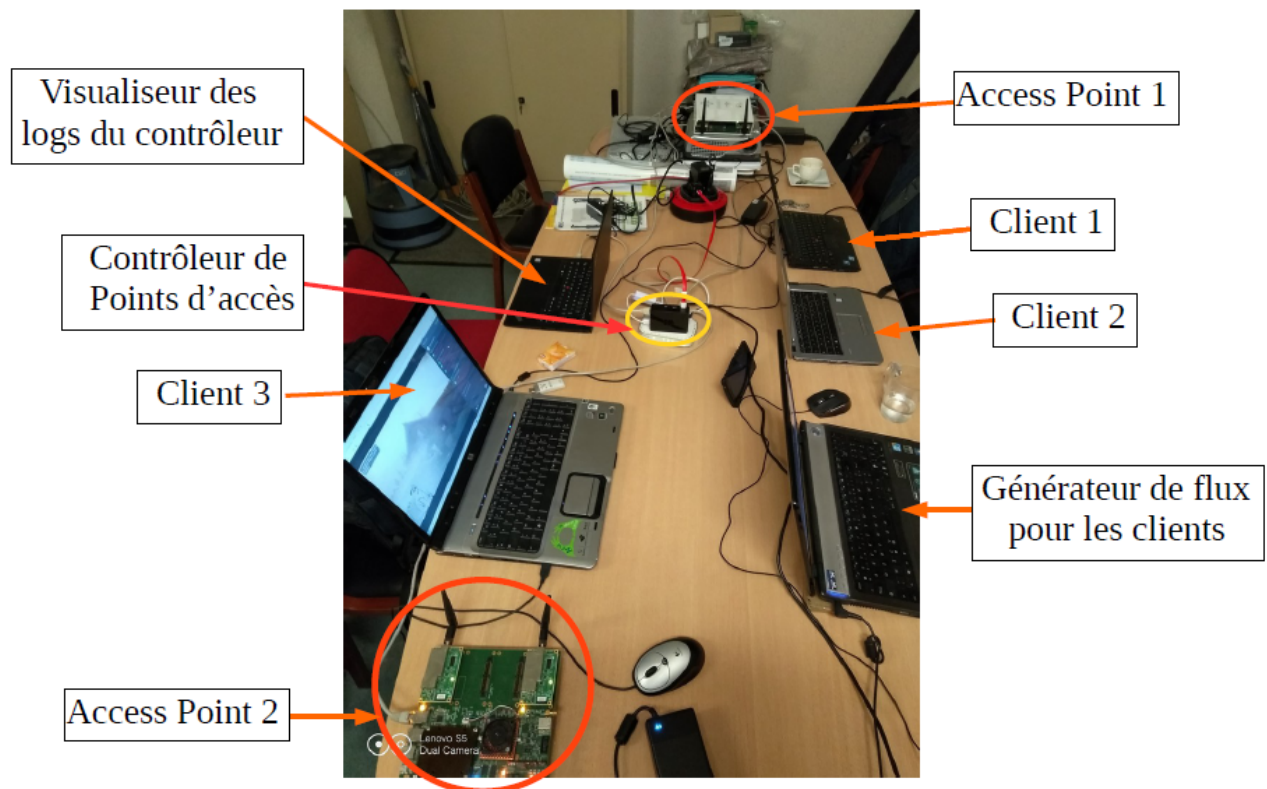 Visualiseur des
logs du contrôleur
Access Point 1
Client 1
Contrôleur de
Points d’accès
Client 2
Client 3
Générateur de flux
pour les clients
Access Point 2
Lenovo S5
Dual Camera